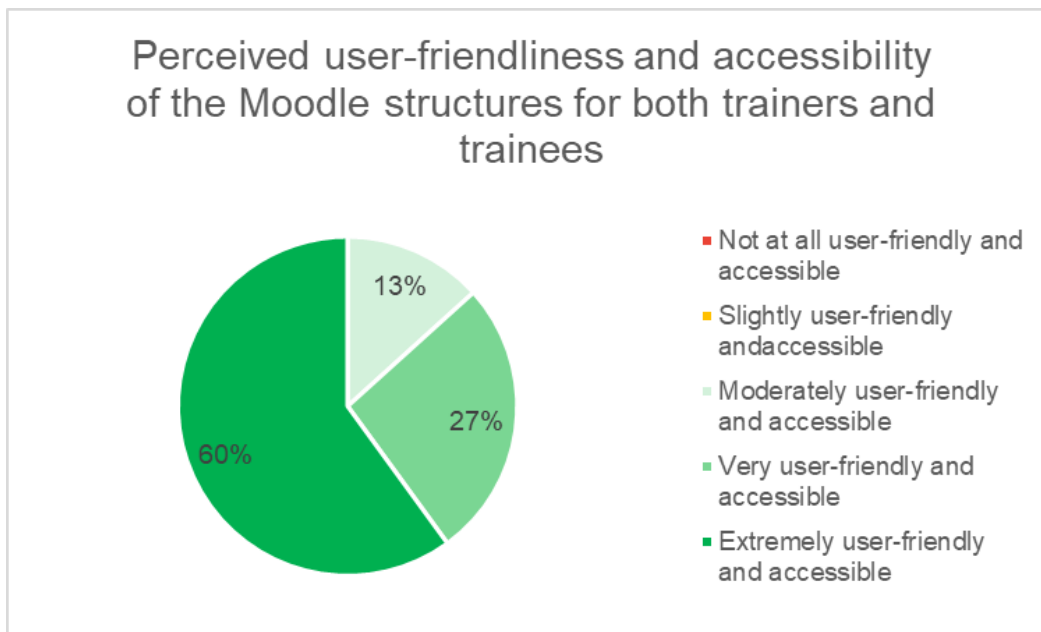 Perceived user-friendliness and accessibility
of the Moodle structures for both trainers and
trainees
13%
27%
60%
Not at all user-friendly and
accessible
Slightly user-friendly
andaccessible
Moderately user-friendly
and accessible
Very user-friendly and
accessible
Extremely user-friendly
and accessible